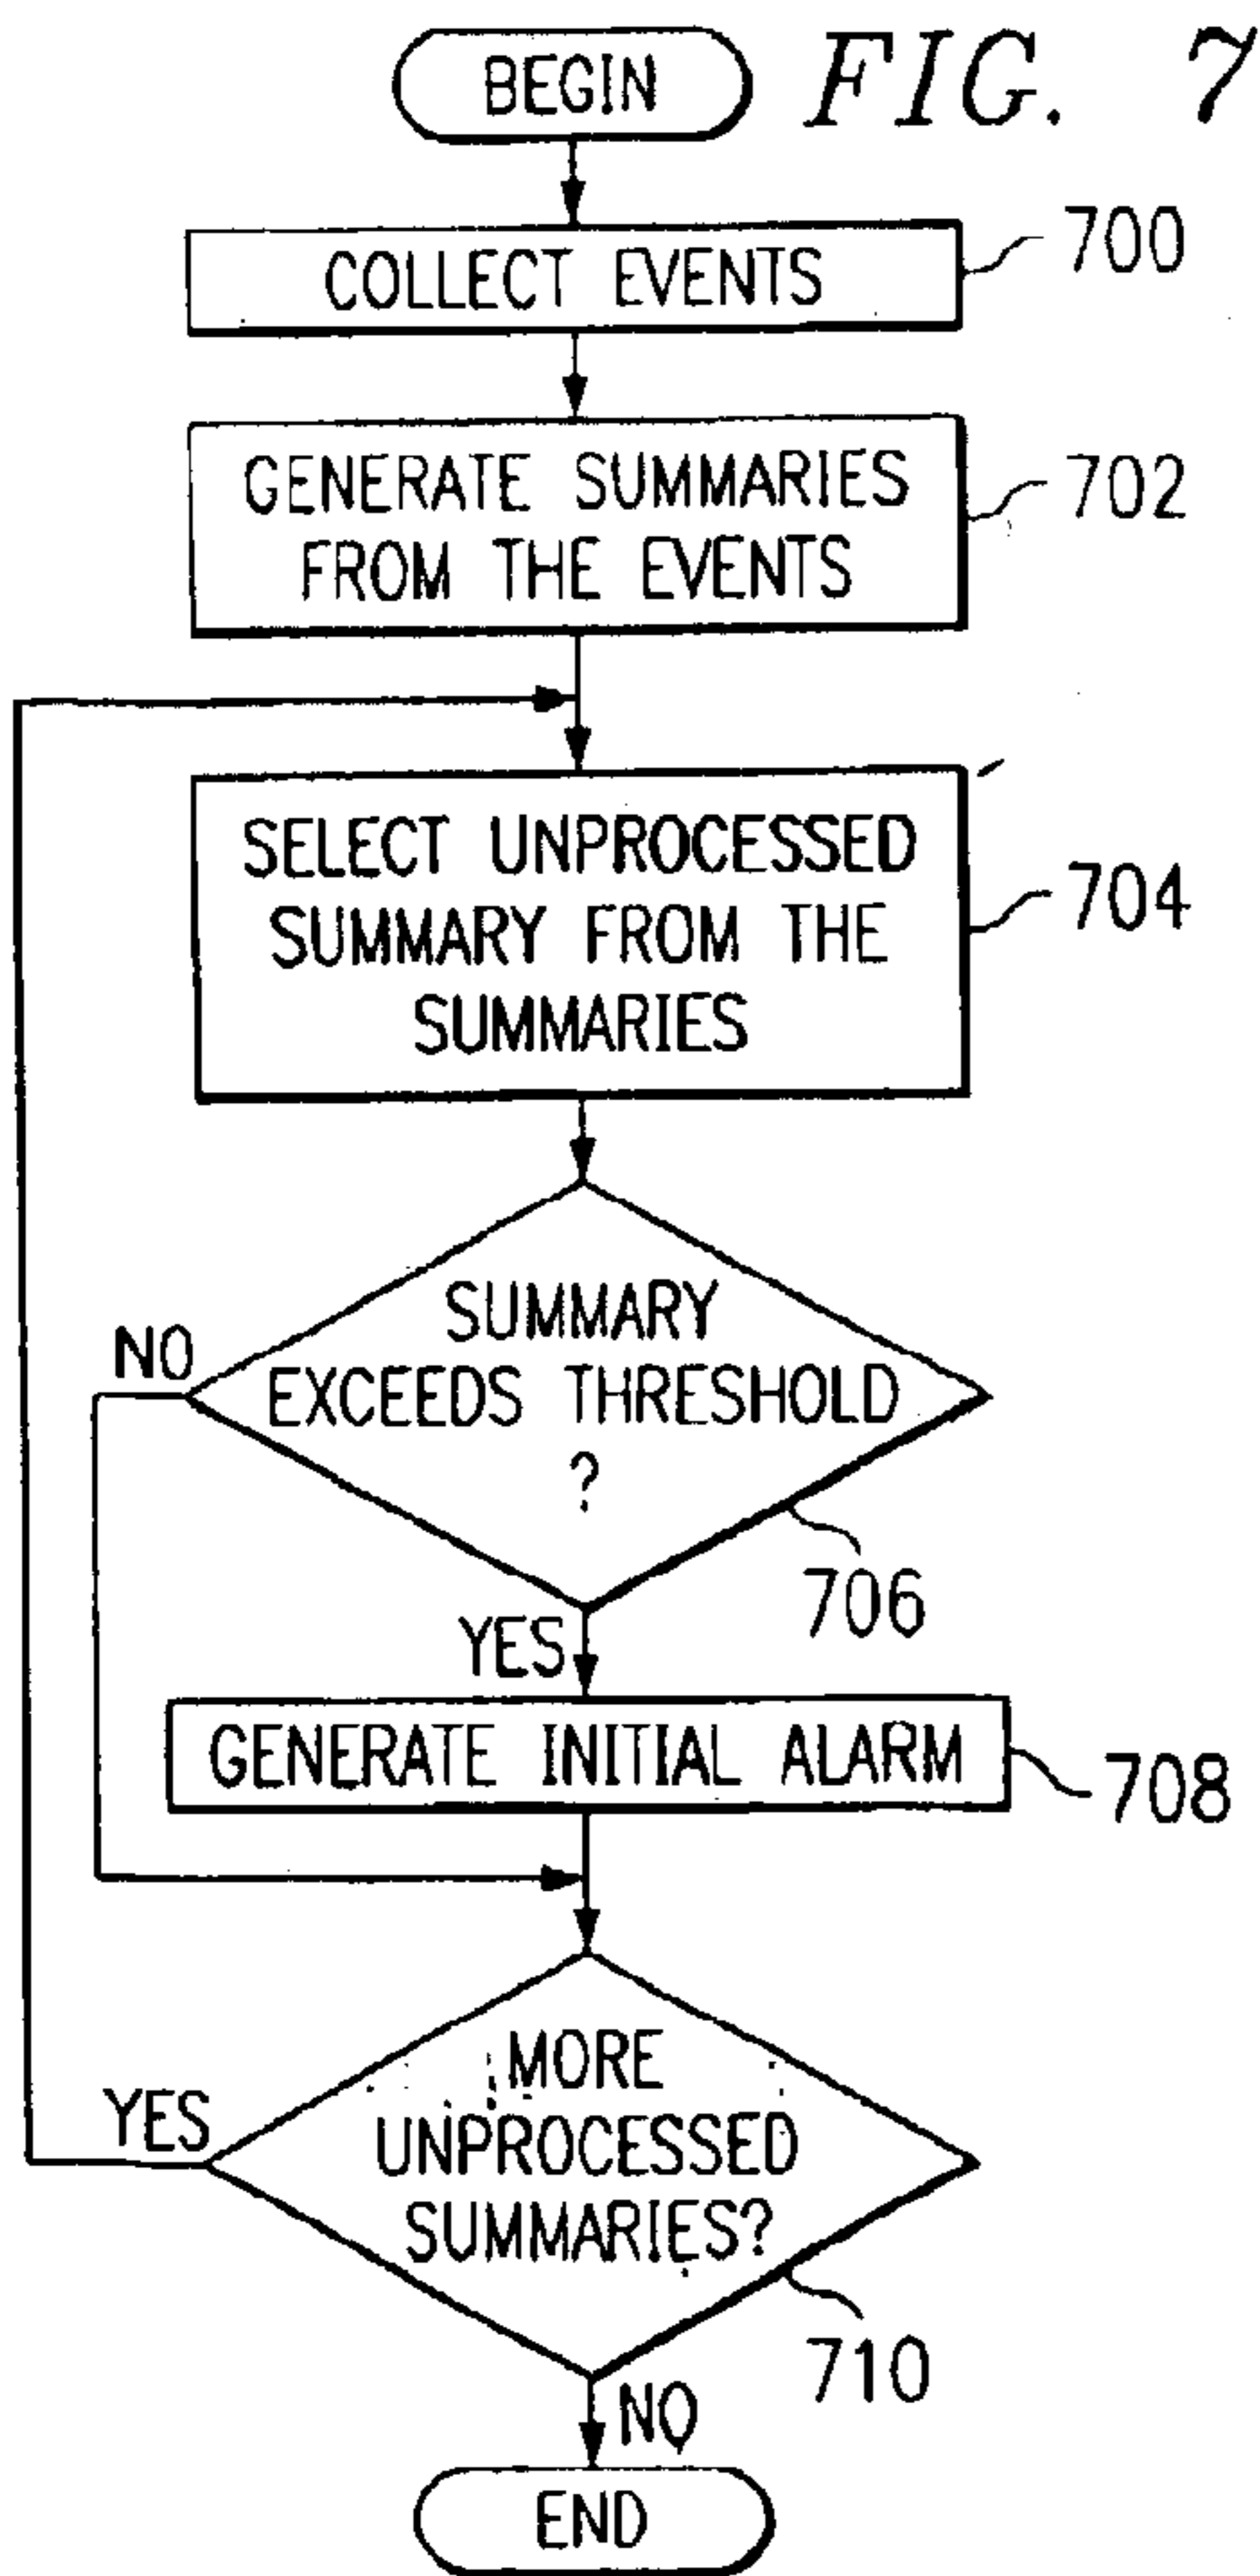 BEGIN
FIG. 7
COLLECT EVENTS
700
GENERATE SUMMARIES
FROM THE EVENTS
702
SELECT UNPROCESSED
SUMMARY FROM THE
SUMMARIES
704
SUMMARY
EXCEEDS THRESHOLD
?
NO
706
YES
GENERATE INITIAL ALARM
708
MORE
UNPROCESSED
SUMMARIES?
YES
710
NO
END